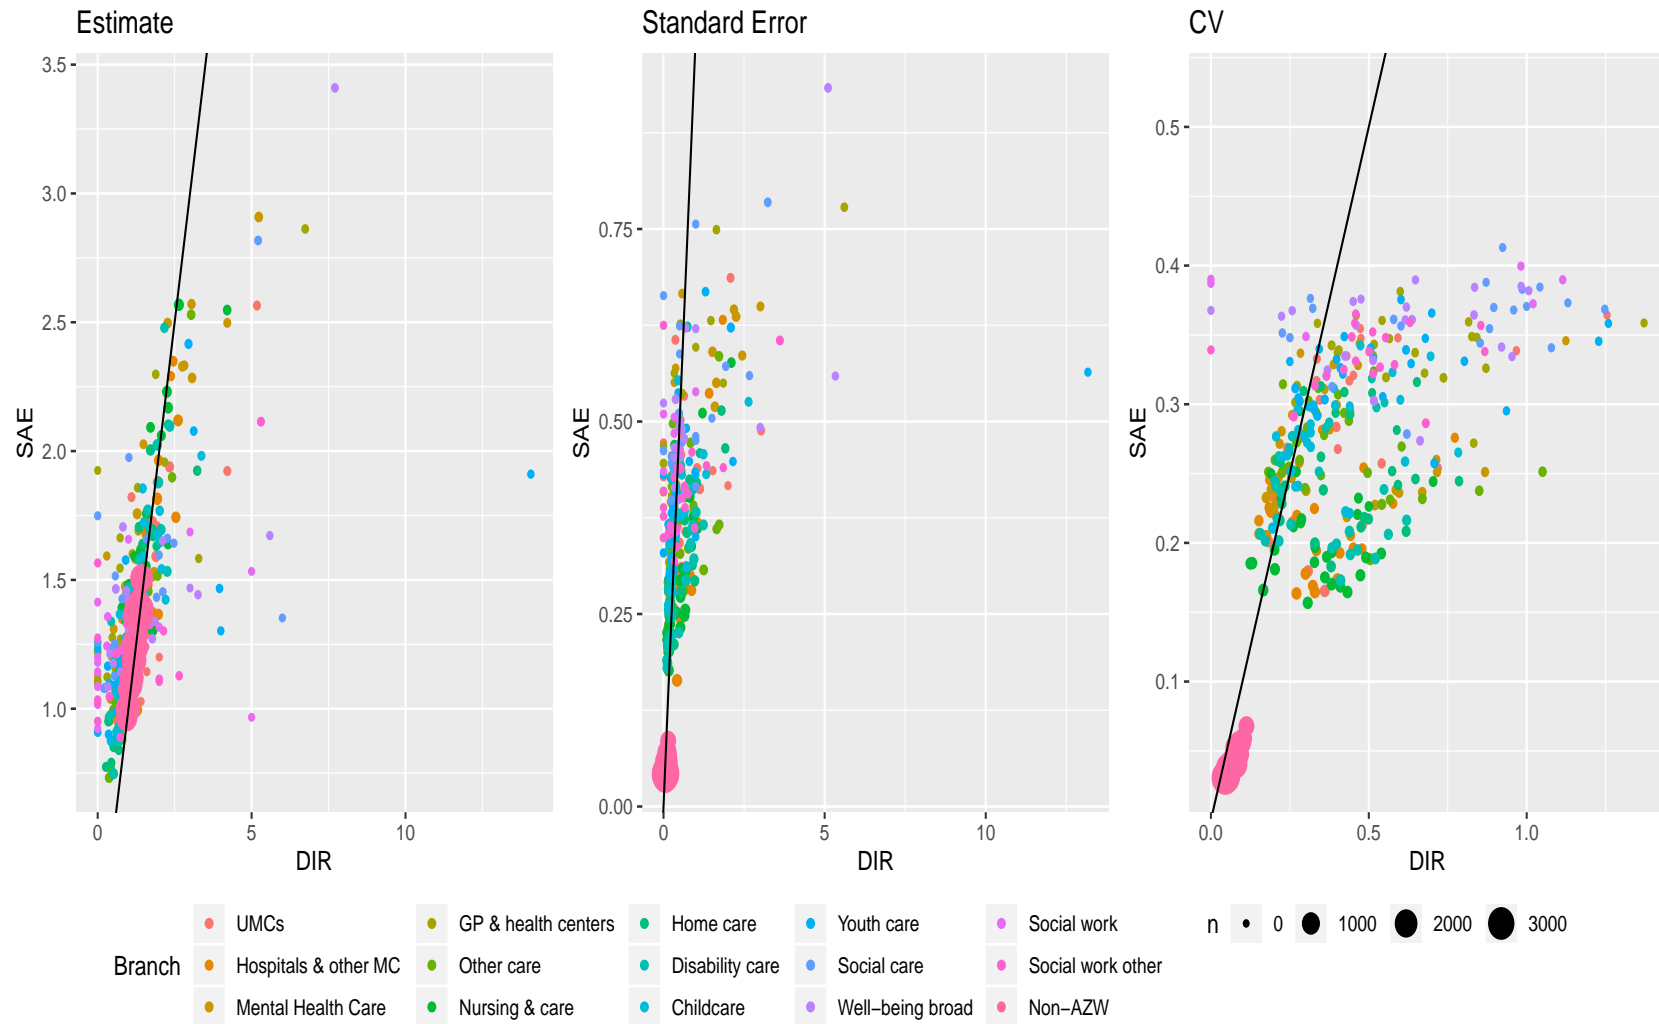 Estimate
Standard Error
CV
3.5
3.0
2.5
2.0
1.5
1.0
SAE
0
5
10
DIR
0.75
0.50
0.25
0.00
SAE
0
5
10
DIR
0.5
0.4
0.3
0.2
0.1
SAE
0.0
0.5
1.0
DIR
Branch
UMCs
Hospitals & other MC
Mental Health Care
GP & health centers
Other care
Nursing & care
Home care
Disability care
Childcare
Youth care
Social care
Well−being broad
Social work
Social work other
Non−AZW
n
0
1000
2000
3000